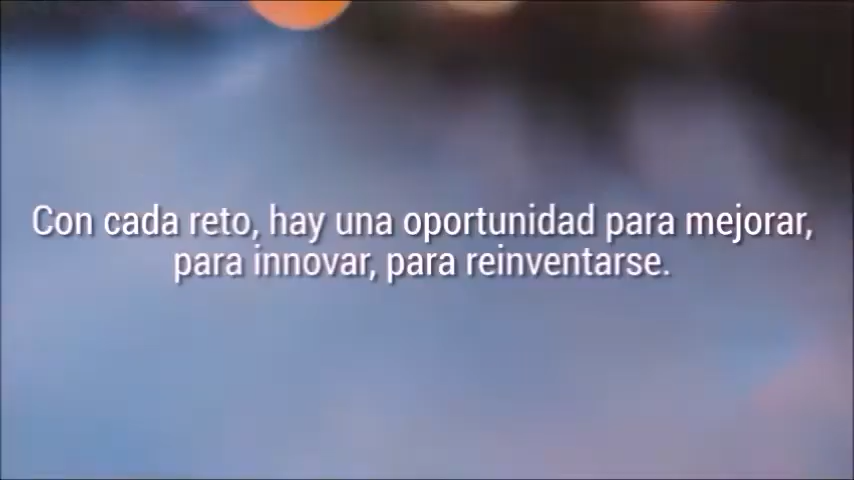 Con cada reto, hay una oportunidad para mejorar,
para innovar, para reinventarse.